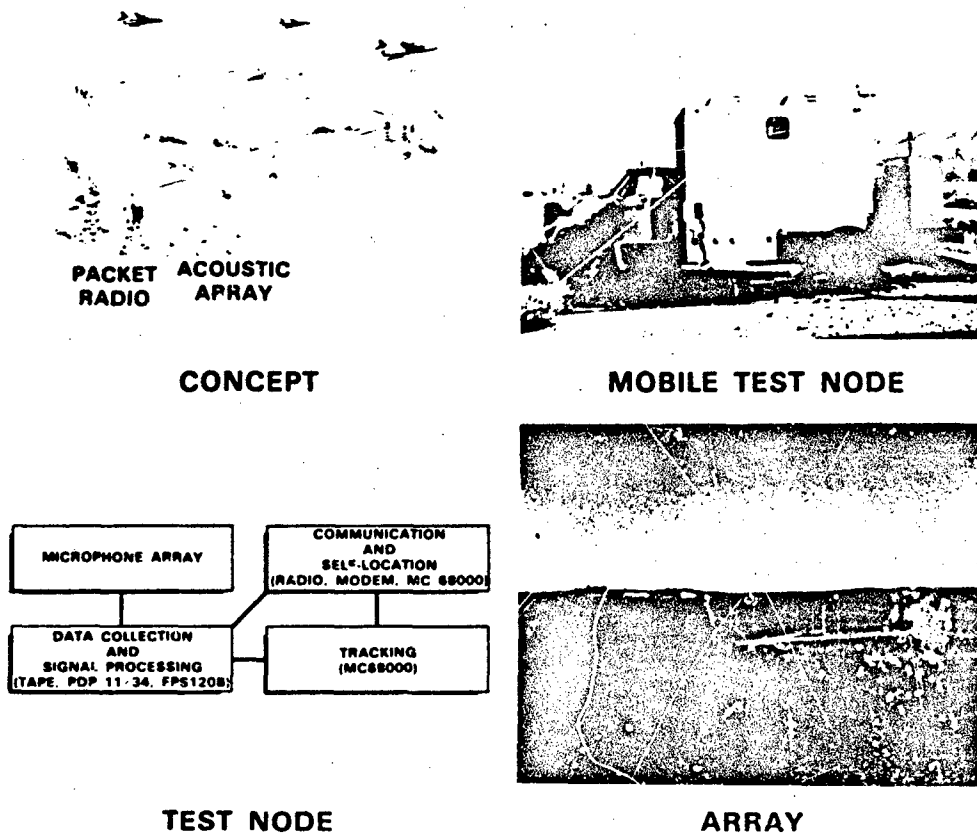 PACKET
RADIO
ACOUSTIC
ARRAY
CONCEPT
MOBILE TEST NODE
MICROPHONE ARRAY
COMMUNICATION
AND
SELF-LOCATION
(RADIO, MODEM, MC 68000)
DATA COLLECTION
AND
SIGNAL PROCESSING
(TAPE, PDP 11-34, FPS120B)
TRACKING
(MC68000)
TEST NODE
ARRAY